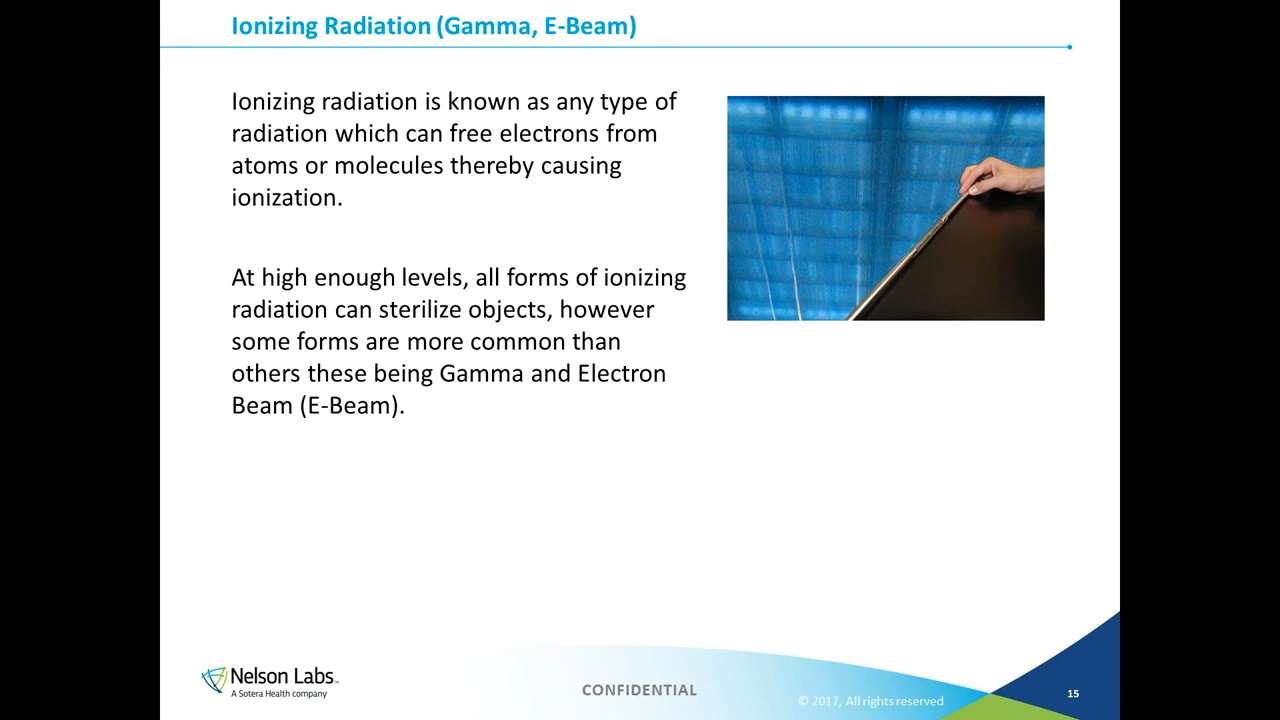 Ionizing Radiation (Gamma, E-Beam)
Ionizing radiation is known as any type of
radiation which can free electrons from
atoms or molecules thereby causing
ionization.
At high enough levels, all forms of ionizing
radiation can sterilize objects, however
some forms are more common than
others these being Gamma and Electron
Beam (E-Beam).
Nelson Labs™
A Sotera Health company
CONFIDENTIAL
© 2017, All rights reserved
15